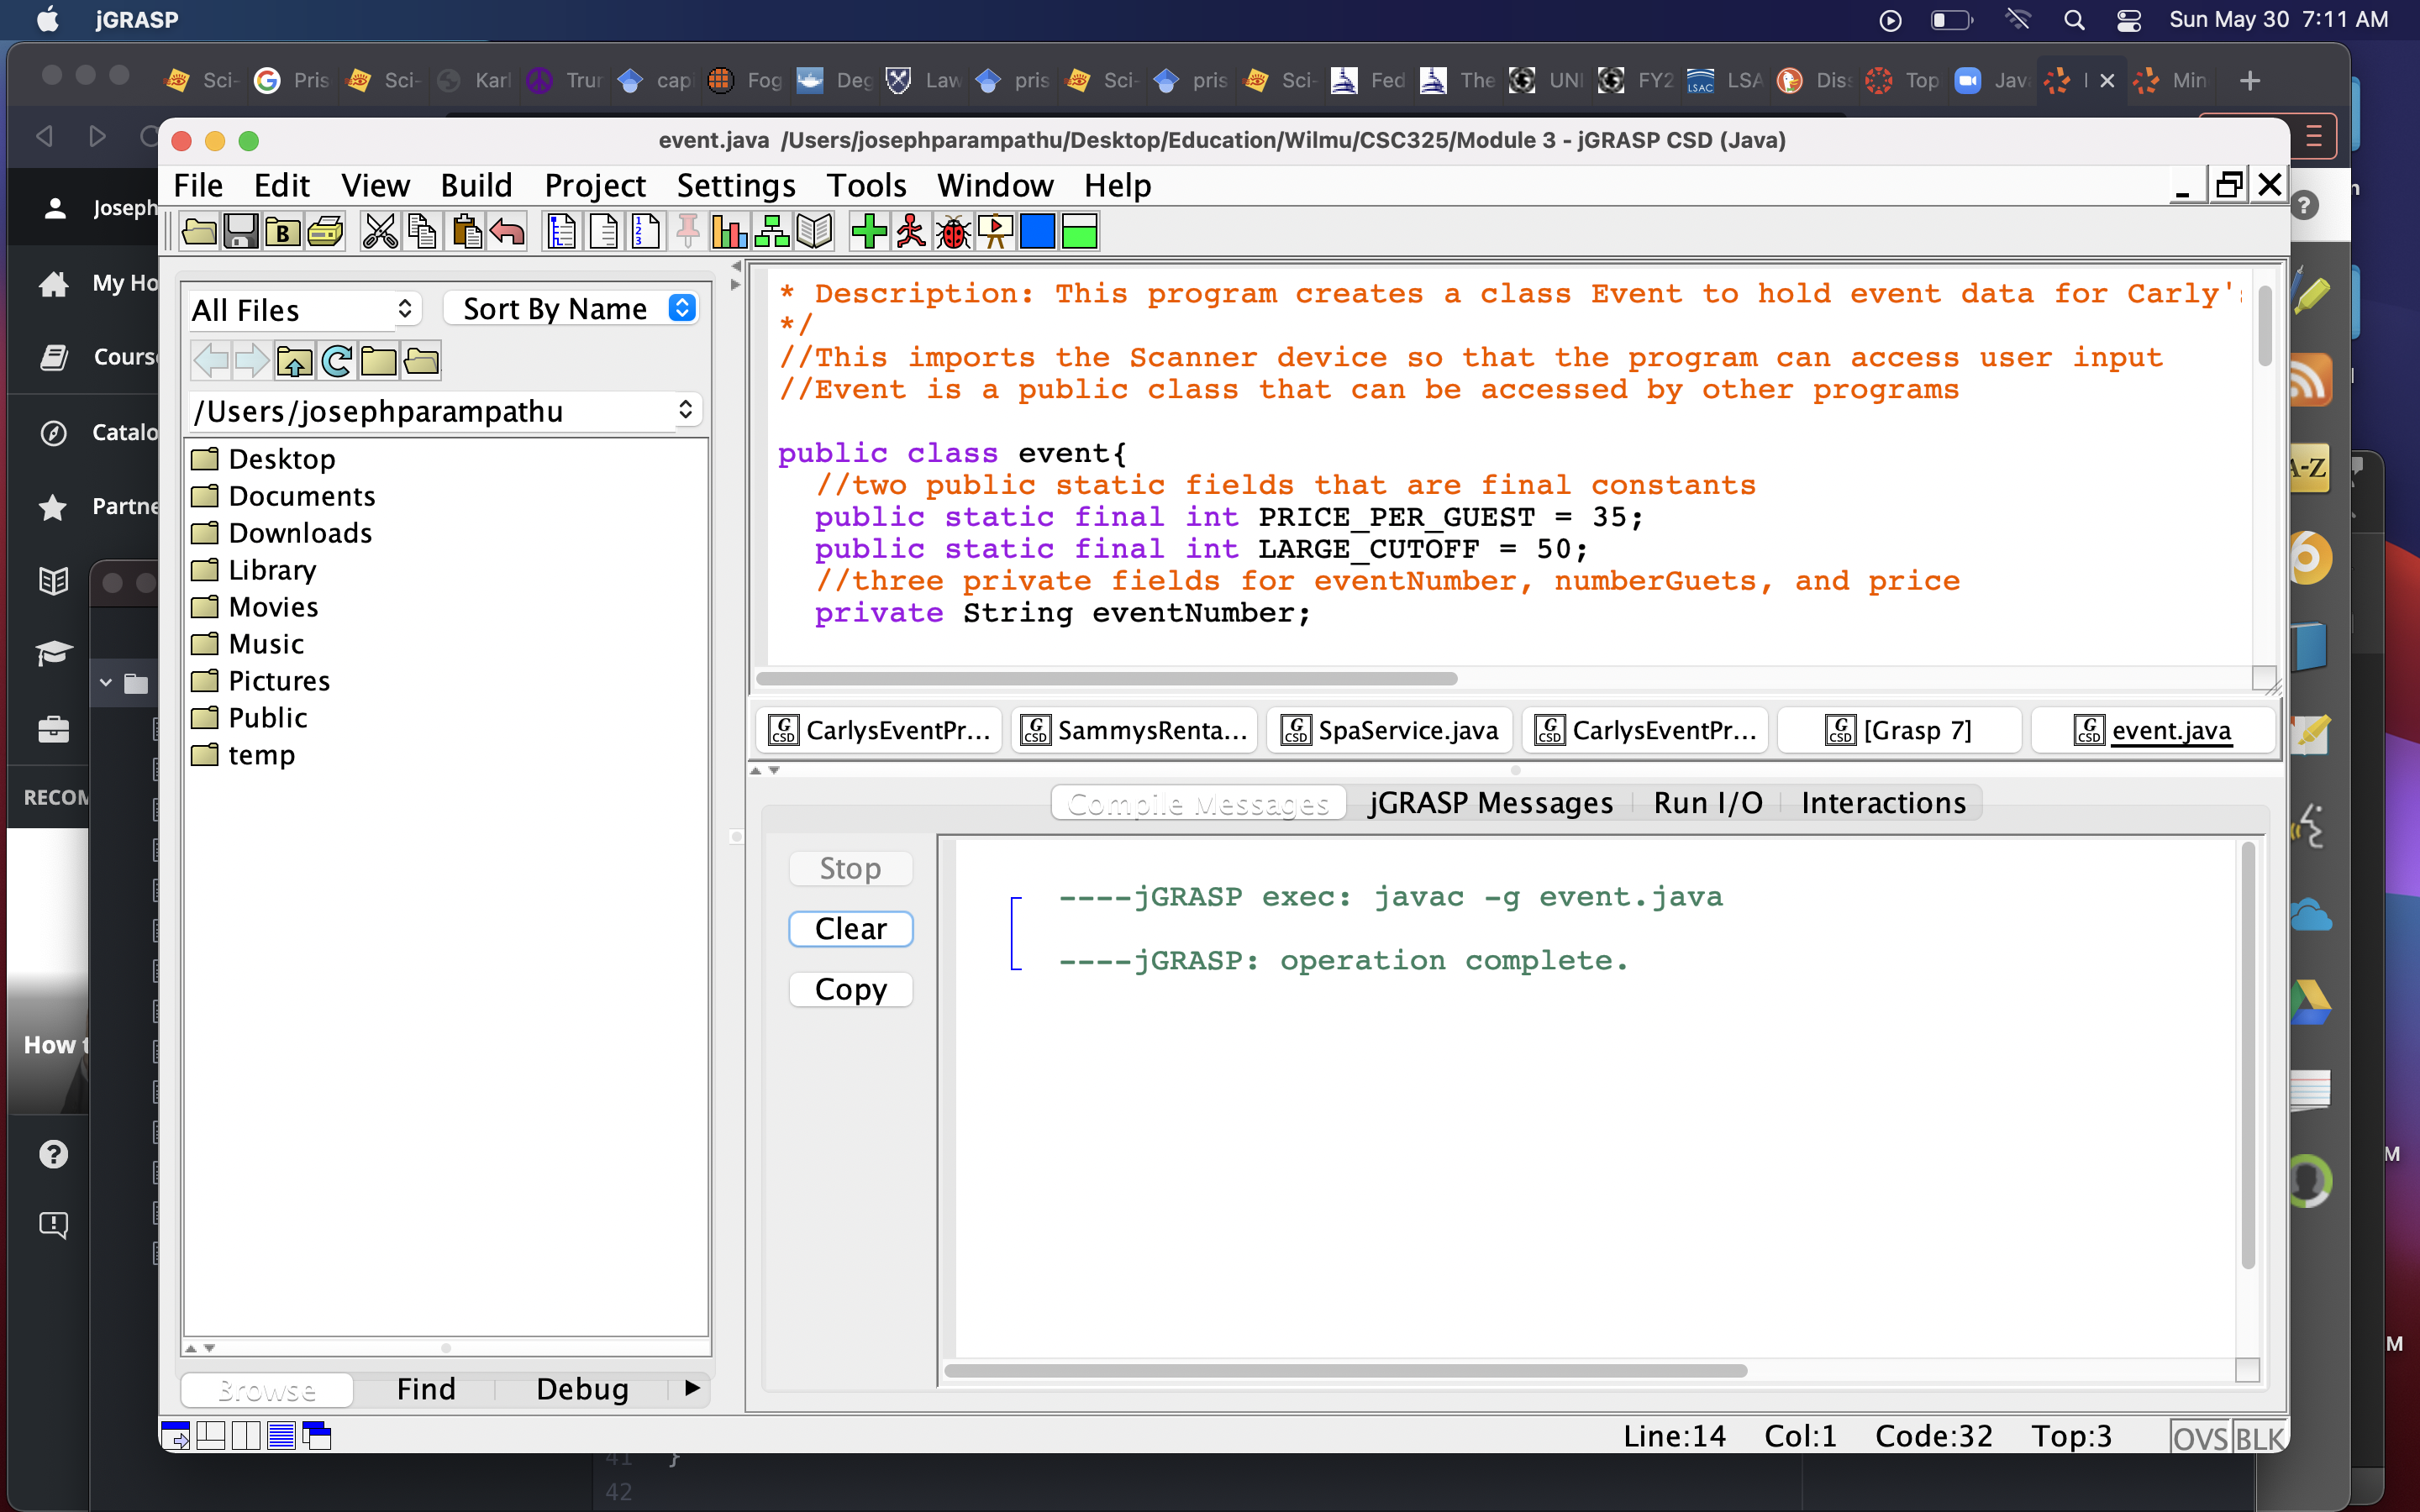 jGRASP
Sun May 30 7:11 AM
Sci-
Pris
Sci-
Karl
Trur
capi
Fog
Deg
Law
pris
Sci-
pris
Sci-
Fed
The
UNI
FY2
LSAC
LSA
Dis
Top
Jav
Min
event.java /Users/josephparampathu/Desktop/Education/Wilmu/CSC325/Module 3 - jGRASP CSD (Java)
File Edit View Build Project Settings Tools Window Help
Joseph
My Ho
Course
Catalo
Partne
RECOM
How t
All Files
Sort By Name
/Users/josephparampathu
Desktop
Documents
Downloads
Library
Movies
Music
Pictures
Public
temp
Browse
Find
Debug
* Description: This program creates a class Event to hold event data for Carly's
*/
//This imports the Scanner device so that the program can access user input
//Event is a public class that can be accessed by other programs
public class event{
//two public static fields that are final constants
public static final int PRICE_PER_GUEST = 35;
public static final int LARGE_CUTOFF = 50;
//three private fields for eventNumber, numberGuets, and price
private String eventNumber;
CarlysEventPr...
SammysRenta...
SpaService.java
CarlysEventPr...
[Grasp 7]
event.java
Compile Messages
jGRASP Messages
Run I/O
Interactions
Stop
Clear
Copy
----jGRASP exec: javac -g event.java
----jGRASP: operation complete.
Line:14 Col:1 Code:32 Top:3 OVS BLK
A-Z
M
M
41 }
42